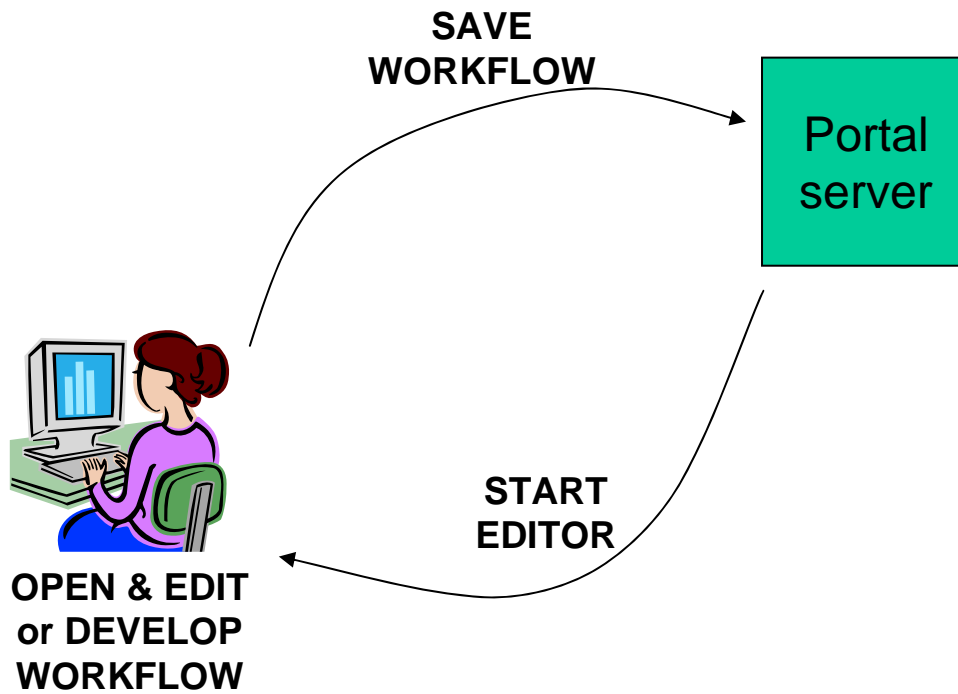 SAVE
WORKFLOW
Portal
server
START
EDITOR
OPEN & EDIT
or DEVELOP
WORKFLOW